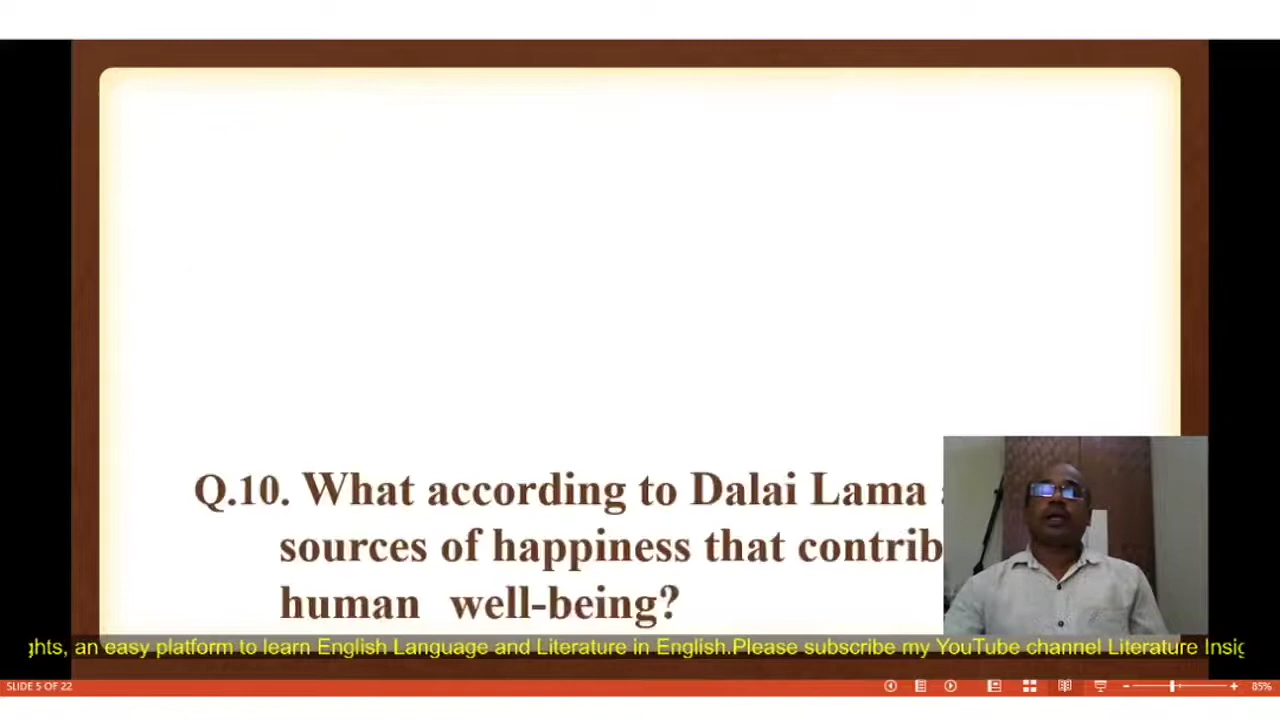 Q.10. What according to Dalai Lama
sources of happiness that contrib
human well-being?
ghts, an easy platform to learn English Language and Literature in English.Please subscribe my YouTube channel Literature Insig
SLIDE 5 OF 22
85%